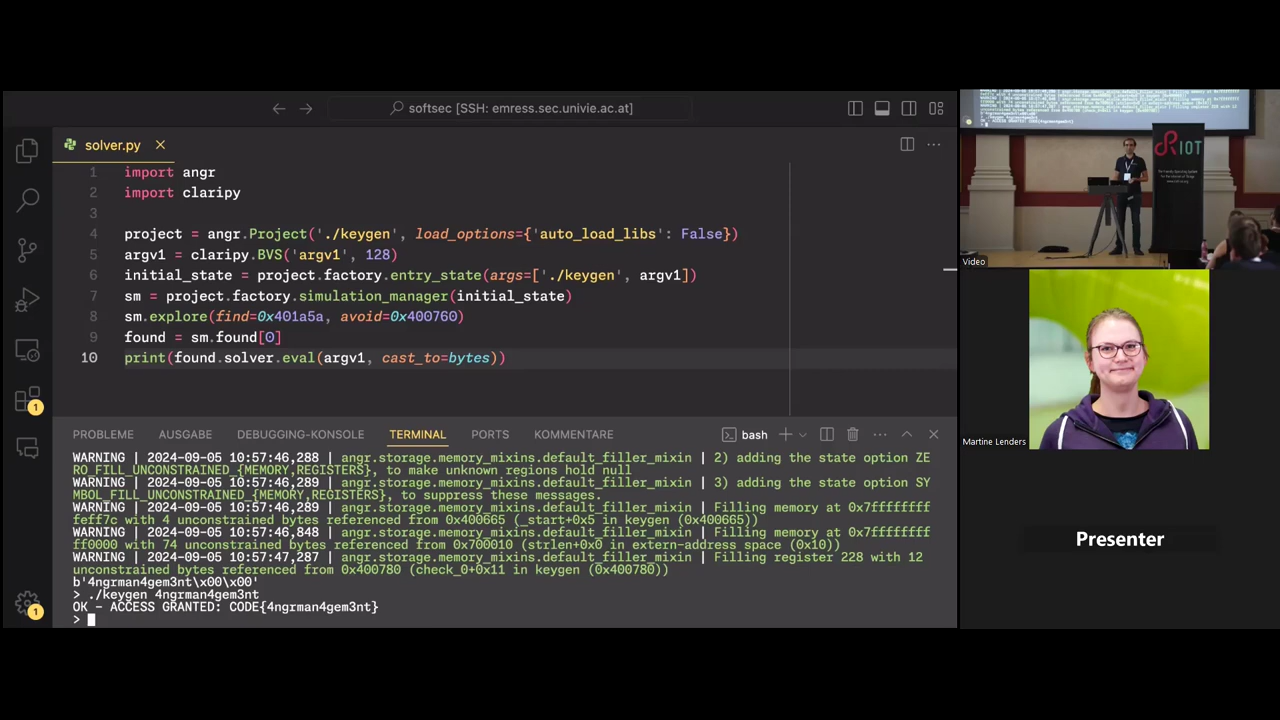 softsec [SSH: emress.sec.univie.ac.at]
solver.py
1 import angr
2 import claripy
3
4 project = angr.Project('./keygen', load_options={'auto_load_libs': False})
5 argv1 = claripy.BVS('argv1', 128)
6 initial_state = project.factory.entry_state(args=['./keygen', argv1])
7 sm = project.factory.simulation_manager(initial_state)
8 sm.explore(find=0x401a5a, avoid=0x400760)
9 found = sm.found[0]
10 print(found.solver.eval(argv1, cast_to=bytes))
1
1
PROBLEME AUSGABE DEBUGGING-KONSOLE TERMINAL PORTS KOMMENTARE bash
WARNING | 2024-09-05 10:57:46,288 | angr.storage.memory_mixins.default_filler_mixin | 2) adding the state option ZE
RO_FILL_UNCONSTRAINED_{MEMORY,REGISTERS}, to make unknown regions hold null
WARNING | 2024-09-05 10:57:46,289 | angr.storage.memory_mixins.default_filler_mixin | 3) adding the state option SY
MBOL_FILL_UNCONSTRAINED_{MEMORY,REGISTERS}, to suppress these messages.
WARNING | 2024-09-05 10:57:46,289 | angr.storage.memory_mixins.default_filler_mixin | Filling memory at 0x7fffffffff
feff7c with 4 unconstrained bytes referenced from 0x400665 (_start+0x5 in keygen (0x400665))
WARNING | 2024-09-05 10:57:46,848 | angr.storage.memory_mixins.default_filler_mixin | Filling memory at 0x7fffffffff
ff0000 with 74 unconstrained bytes referenced from 0x700010 (strlen+0x0 in extern-address space (0x10))
WARNING | 2024-09-05 10:57:47,287 | angr.storage.memory_mixins.default_filler_mixin | Filling register 228 with 12
unconstrained bytes referenced from 0x400780 (check_0+0x11 in keygen (0x400780))
b'4ngrman4gem3nt\x00\x00'
> ./keygen 4ngrman4gem3nt
OK - ACCESS GRANTED: CODE{4ngrman4gem3nt}
>
RIOT
Video
Martine Lenders
Presenter